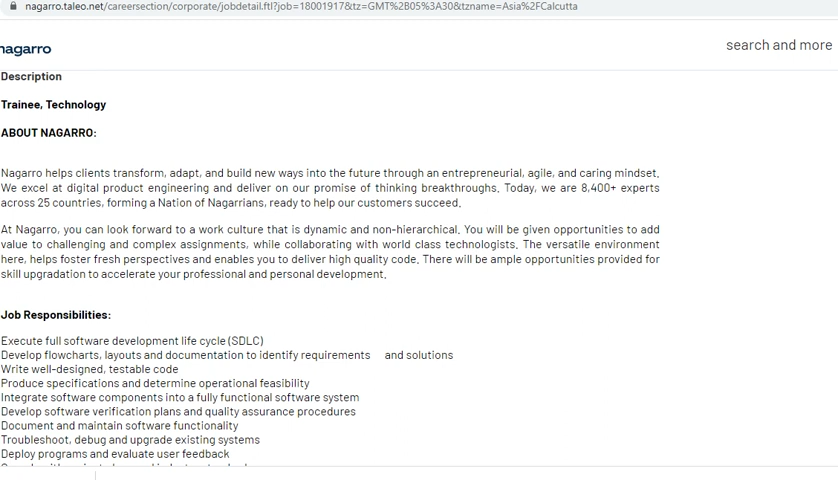 nagarro.taleo.net/careersection/corporate/jobdetail.ftl?job=18001917&tz=GMT%2B05%3A30&tzname=Asia%2FCalcutta
nagarro
search and more
Description
Trainee, Technology
ABOUT NAGARRO:
Nagarro helps clients transform, adapt, and build new ways into the future through an entrepreneurial, agile, and caring mindset.
We excel at digital product engineering and deliver on our promise of thinking breakthroughs. Today, we are 8,400+ experts
across 25 countries, forming a Nation of Nagarrians, ready to help our customers succeed.
At Nagarro, you can look forward to a work culture that is dynamic and non-hierarchical. You will be given opportunities to add
value to challenging and complex assignments, while collaborating with world class technologists. The versatile environment
here, helps foster fresh perspectives and enables you to deliver high quality code. There will be ample opportunities provided for
skill upgradation to accelerate your professional and personal development.
Job Responsibilities:
Execute full software development life cycle (SDLC)
Develop flowcharts, layouts and documentation to identify requirements and solutions
Write well-designed, testable code
Produce specifications and determine operational feasibility
Integrate software components into a fully functional software system
Develop software verification plans and quality assurance procedures
Document and maintain software functionality
Troubleshoot, debug and upgrade existing systems
Deploy programs and evaluate user feedback